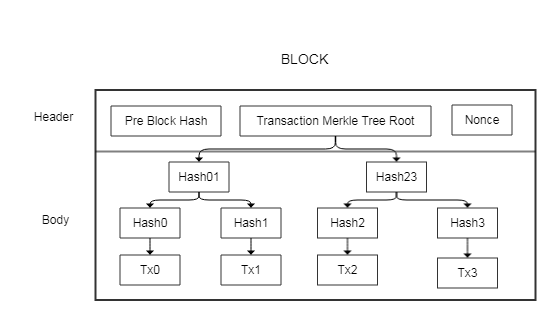 BLOCK
Header
Pre Block Hash
Transaction Merkle Tree Root
Nonce
Body
Hash01
Hash23
Hash0
Hash1
Hash2
Hash3
Tx0
Tx1
Tx2
Tx3